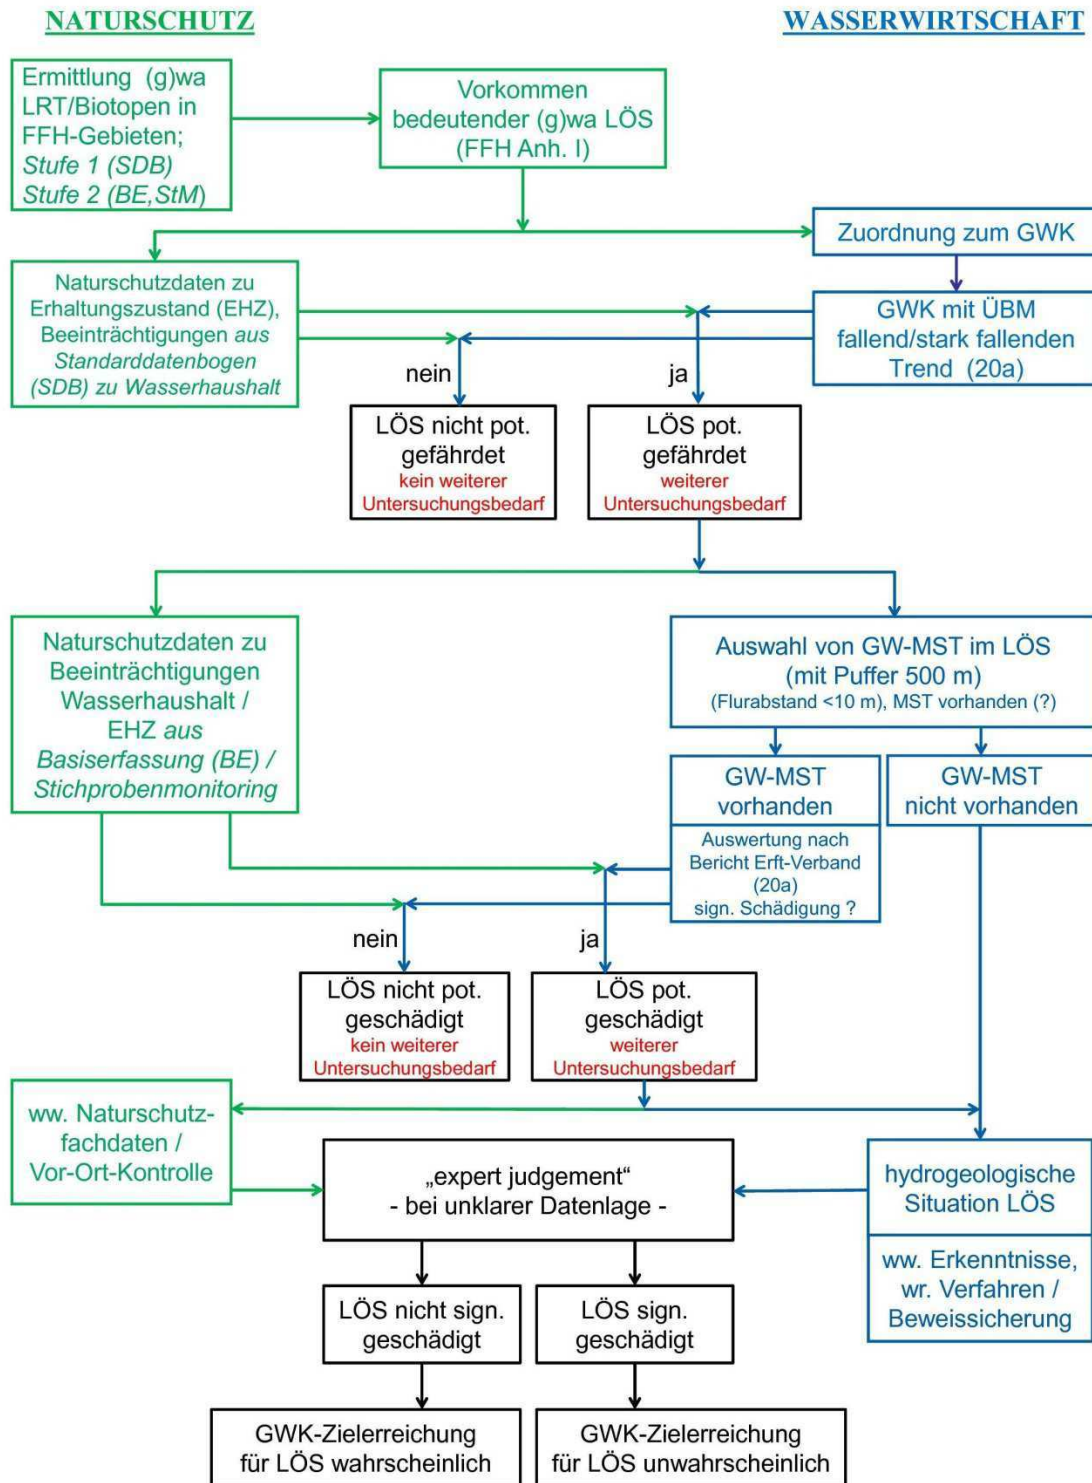 NATURSCHUTZ
WASSERWIRTSCHAFT
Ermittlung (g)wa
LRT/Biotopen in
FFH-Gebieten;
Stufe 1 (SDB)
Stufe 2 (BE,StM)
Vorkommen
bedeutender (g)wa LÖS
(FFH Anh. I)
Zuordnung zum GWK
Naturschutzdaten zu
Erhaltungszustand (EHZ),
Beeinträchtigungen aus
Standarddatenbogen
(SDB) zu Wasserhaushalt
GWK mit ÜBM
fallend/stark fallenden
Trend (20a)
nein
ja
LÖS nicht pot.
gefährdet
kein weiterer
Untersuchungsbedarf
LÖS pot.
gefährdet
weiterer
Untersuchungsbedarf
Naturschutzdaten zu
Beeinträchtigungen
Wasserhaushalt /
EHZ aus
Basiserfassung (BE) /
Stichprobenmonitoring
Auswahl von GW-MST im LÖS
(mit Puffer 500 m)
(Flurabstand <10 m), MST vorhanden (?)
GW-MST
vorhanden
GW-MST
nicht vorhanden
Auswertung nach
Bericht Erft-Verband
(20a)
sign. Schädigung ?
nein
ja
LÖS nicht pot.
geschädigt
kein weiterer
Untersuchungsbedarf
LÖS pot.
geschädigt
weiterer
Untersuchungsbedarf
ww. Naturschutz-
fachdaten /
Vor-Ort-Kontrolle
„expert judgement“
- bei unklarer Datenlage -
hydrogeologische
Situation LÖS
ww. Erkenntnisse,
wr. Verfahren /
Beweissicherung
LÖS nicht sign.
geschädigt
LÖS sign.
geschädigt
GWK-Zielerreichung
für LÖS wahrscheinlich
GWK-Zielerreichung
für LÖS unwahrscheinlich